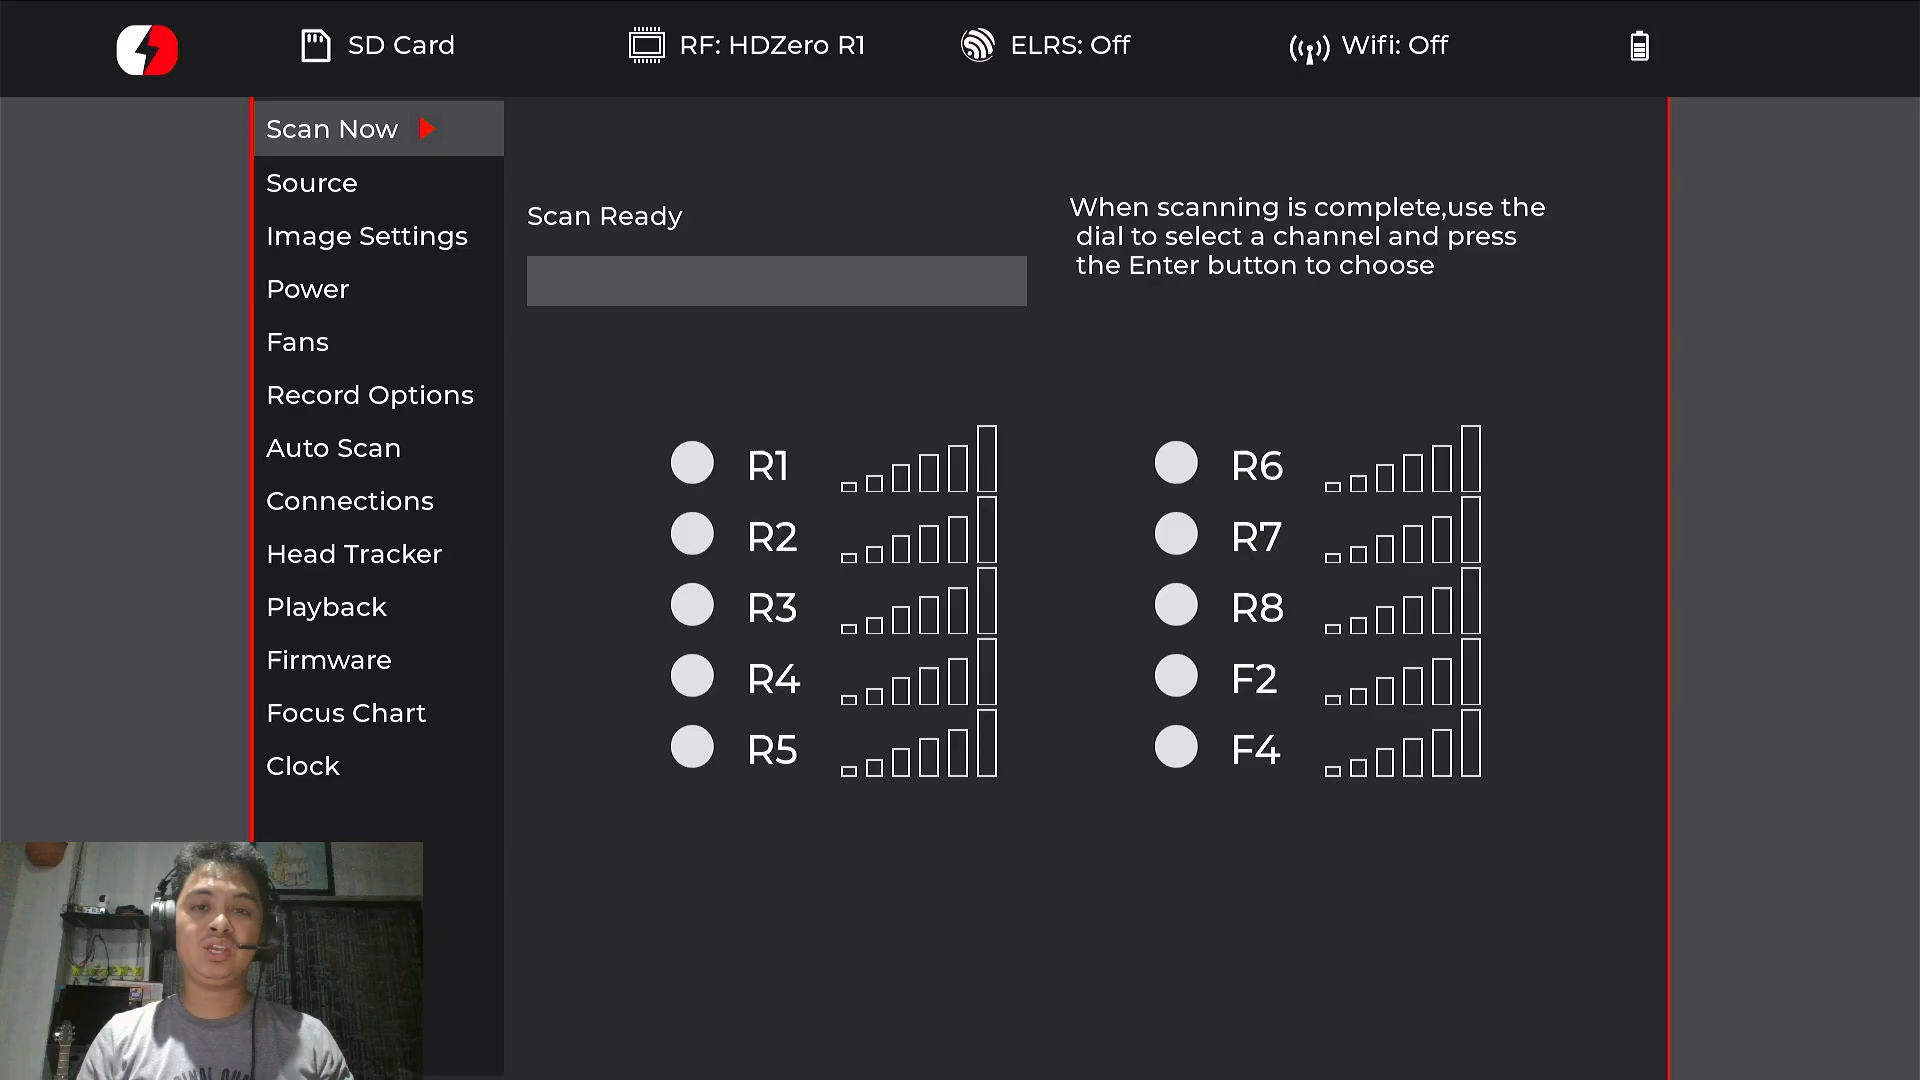 SD Card
RF: HDZero R1
ELRS: Off
Wifi: Off
Scan Now
Source
Image Settings
Power
Fans
Record Options
Auto Scan
Connections
Head Tracker
Playback
Firmware
Focus Chart
Clock
Scan Ready
When scanning is complete,use the
dial to select a channel and press
the Enter button to choose
R1
R2
R3
R4
R5
R6
R7
R8
F2
F4